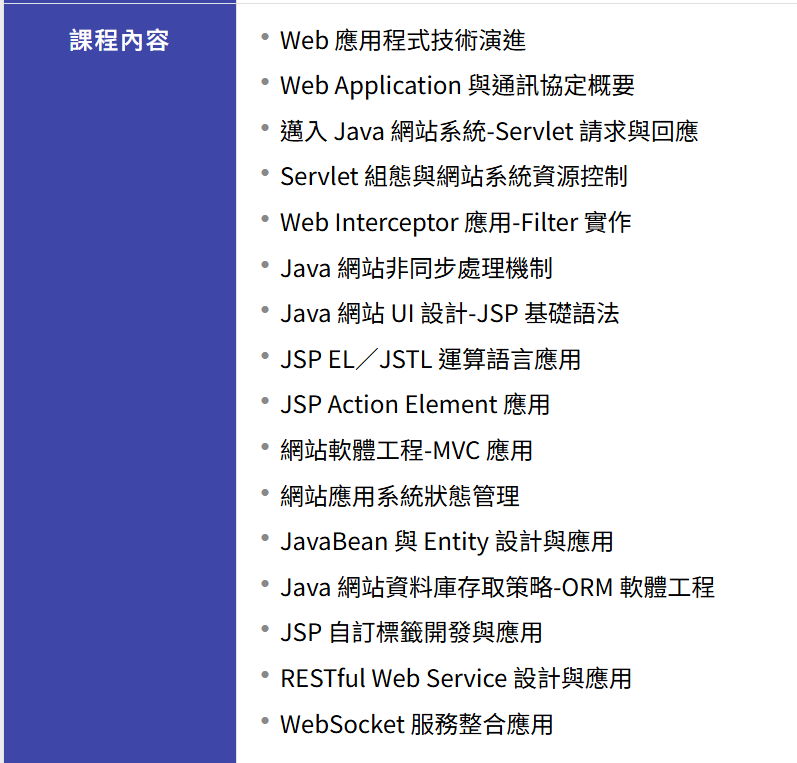 課程內容
• Web 應用程式技術演進
• Web Application 與通訊協定概要
• 邁入 Java 網站系統-Servlet 請求與回應
• Servlet 組態與網站系統資源控制
• Web Interceptor 應用-Filter 實作
• Java 網站非同步處理機制
• Java 網站 UI 設計-JSP 基礎語法
• JSP EL／JSTL 運算語言應用
• JSP Action Element 應用
• 網站軟體工程-MVC 應用
• 網站應用系統狀態管理
• JavaBean 與 Entity 設計與應用
• Java 網站資料庫存取策略-ORM 軟體工程
• JSP 自訂標籤開發與應用
• RESTful Web Service 設計與應用
• WebSocket 服務整合應用